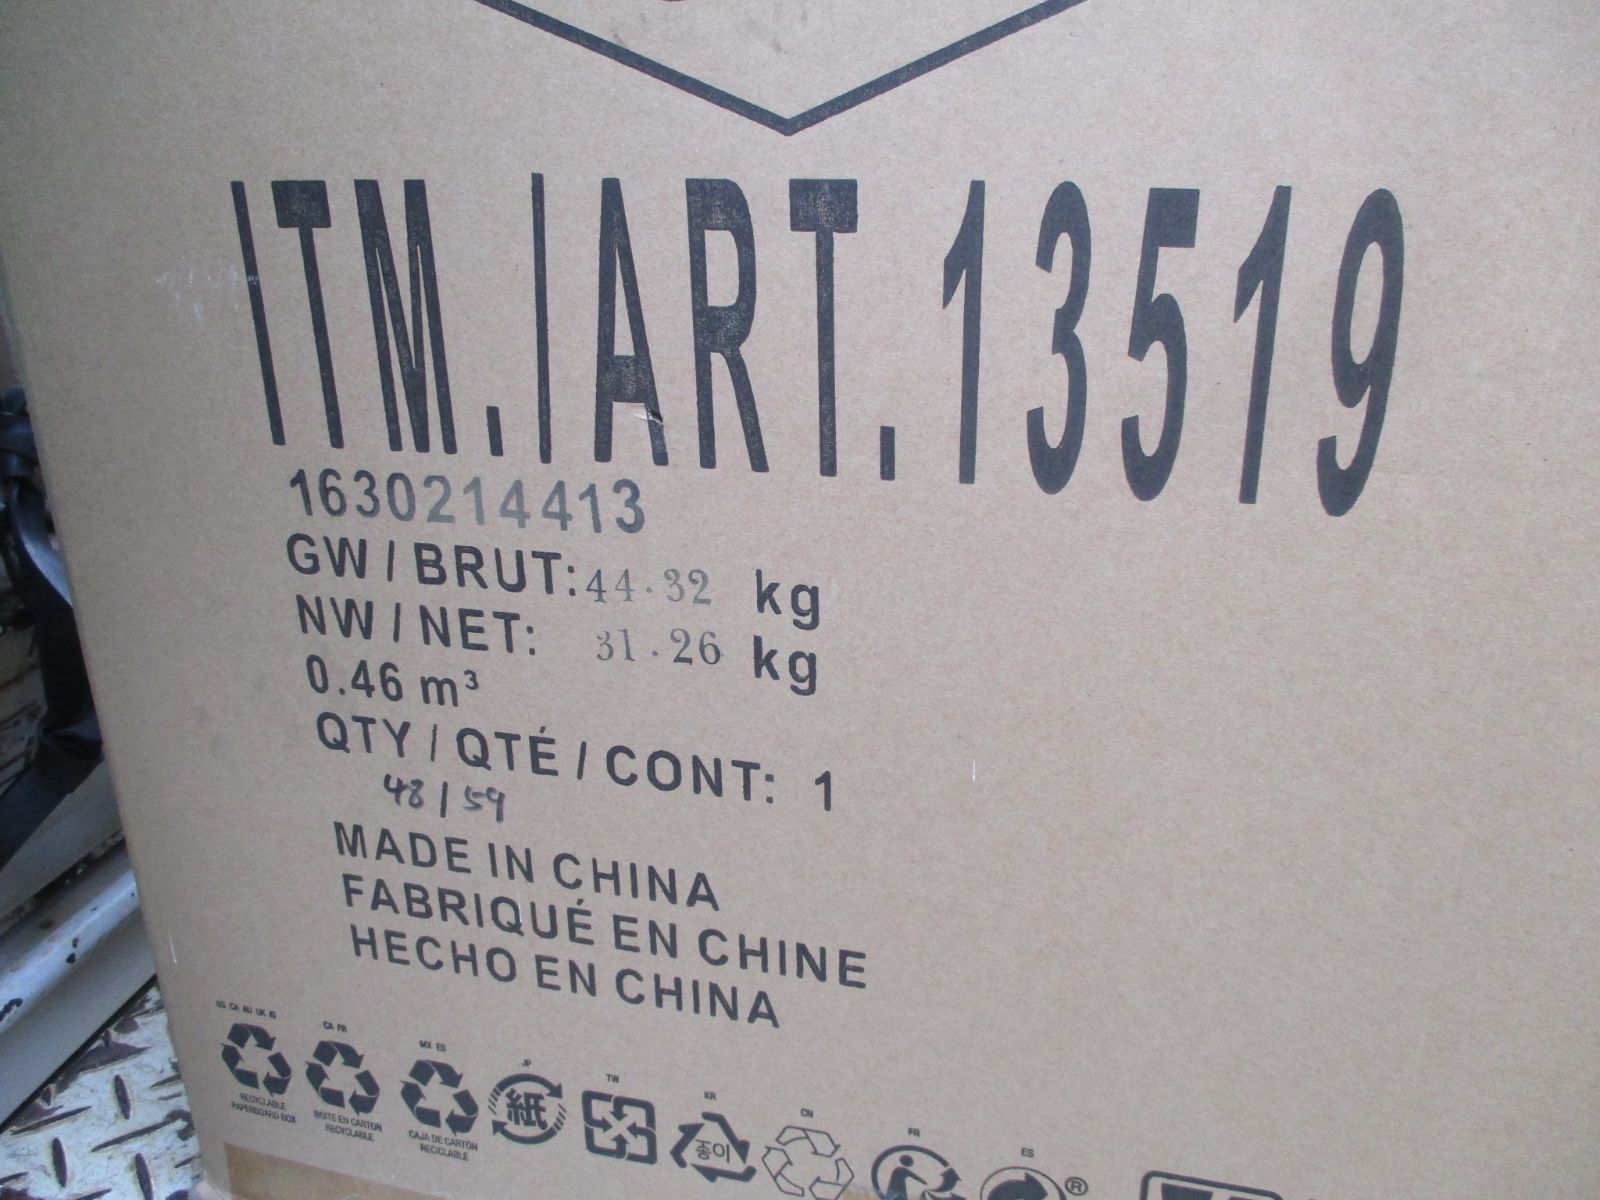 ITM./ART.13519
1630214413
GW/BRUT:44.32 kg
NW/NET: 31.26 kg
0.46 m³
QTY/QTÉ/CONT: 1
48/59
MADE IN CHINA
FABRIQUÉ EN CHINE
HECHO EN CHINA
US CA AU UK IS
RECYCLABLE
PAPERBOARD BOX
CA FR
BOITE EN CARTON
RECYCLABLE
MX ES
CAJA DE CARTÓN
RECICLABLE
JP
紙
TW
KR
종이
CN
FR
ES
®